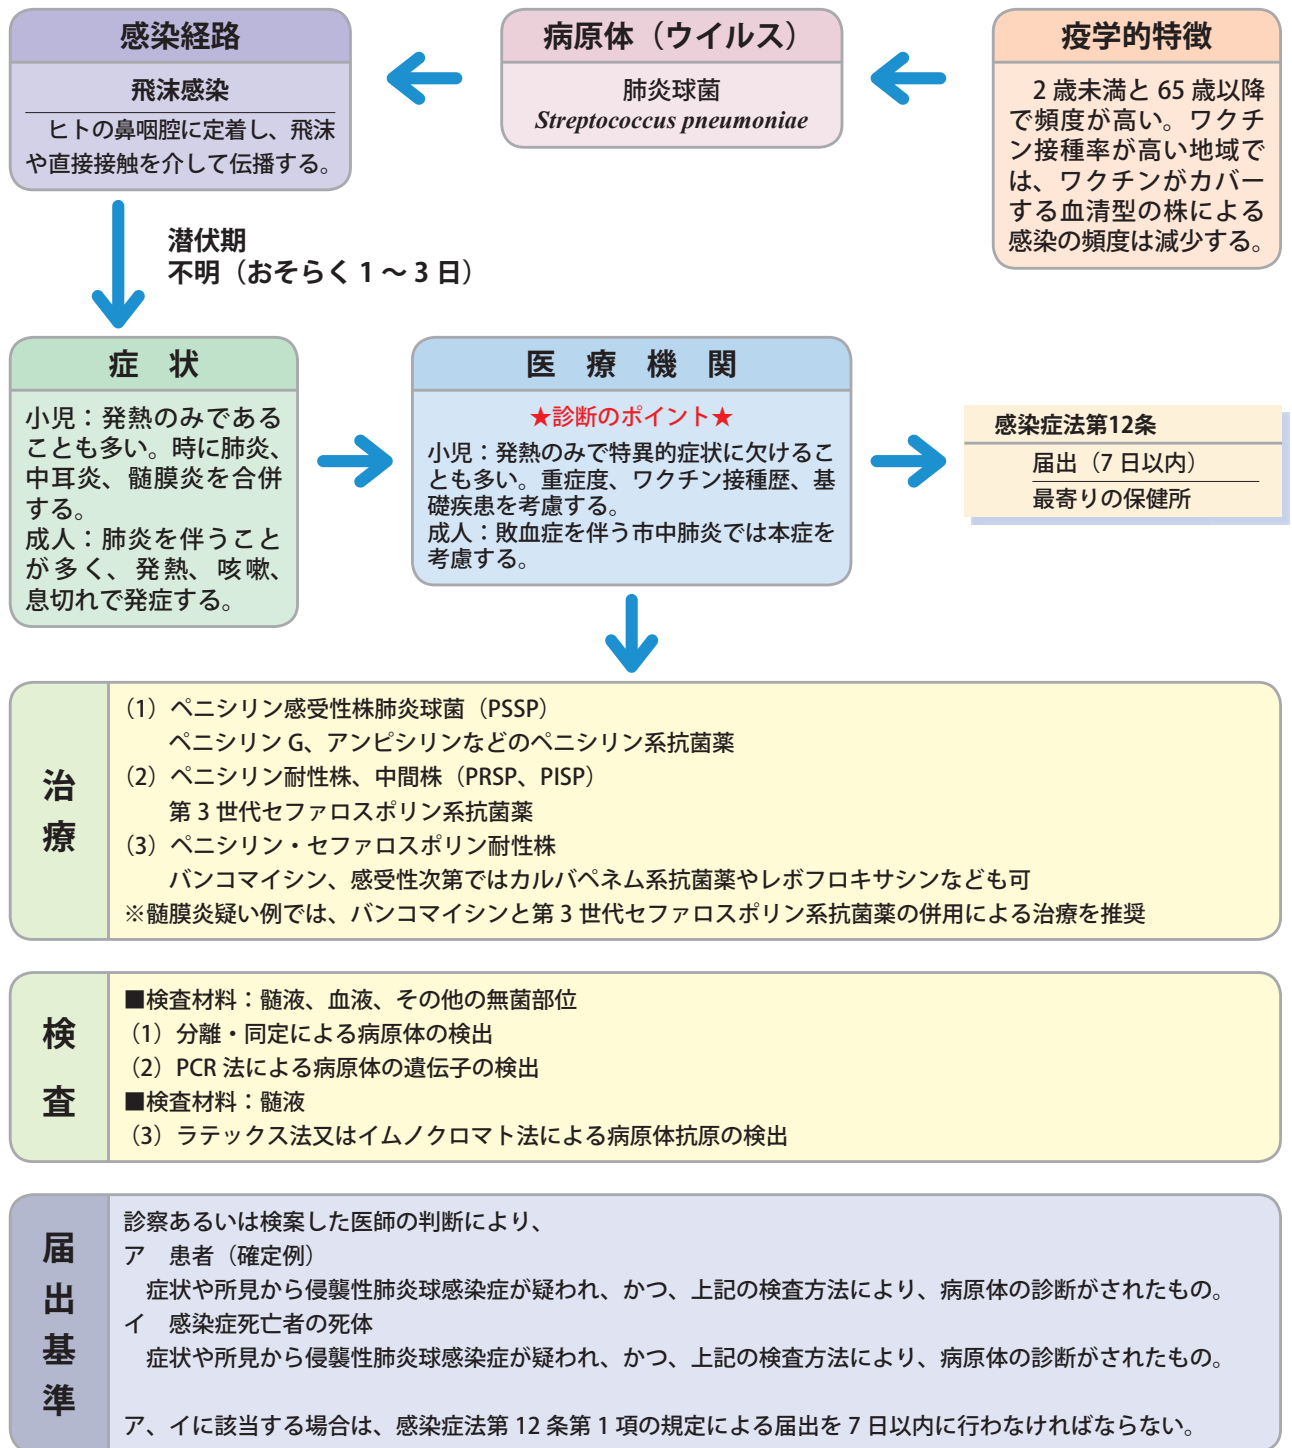 感染経路
飛沫感染
ヒトの鼻咽腔に定着し、飛沫
や直接接触を介して伝播する。
病原体（ウイルス）
肺炎球菌
Streptococcus pneumoniae
疫学的特徴
2 歳未満と 65 歳以降
で頻度が高い。ワクチ
ン接種率が高い地域で
は、ワクチンがカバー
する血清型の株による
感染の頻度は減少する。
潜伏期
不明（おそらく 1 ～ 3 日）
症　状
小児：発熱のみである
ことも多い。時に肺炎、
中耳炎、髄膜炎を合併
する。
成人：肺炎を伴うこと
が多く、発熱、咳嗽、
息切れで発症する。
医　療　機　関
★診断のポイント★
小児：発熱のみで特異的症状に欠けるこ
とも多い。重症度、ワクチン接種歴、基
礎疾患を考慮する。
成人：敗血症を伴う市中肺炎では本症を
考慮する。
感染症法第12条
届出（7 日以内）
最寄りの保健所
治療
（1）ペニシリン感受性株肺炎球菌（PSSP）
ペニシリン G、アンピシリンなどのペニシリン系抗菌薬
（2）ペニシリン耐性株、中間株（PRSP、PISP）
第 3 世代セファロスポリン系抗菌薬
（3）ペニシリン・セファロスポリン耐性株
バンコマイシン、感受性次第ではカルバペネム系抗菌薬やレボフロキサシンなども可
※髄膜炎疑い例では、バンコマイシンと第 3 世代セファロスポリン系抗菌薬の併用による治療を推奨
検査
■検査材料：髄液、血液、その他の無菌部位
（1）分離・同定による病原体の検出
（2）PCR 法による病原体の遺伝子の検出
■検査材料：髄液
（3）ラテックス法又はイムノクロマト法による病原体抗原の検出
届出基準
診察あるいは検案した医師の判断により、
ア　患者（確定例）
症状や所見から侵襲性肺炎球感染症が疑われ、かつ、上記の検査方法により、病原体の診断がされたもの。
イ　感染症死亡者の死体
症状や所見から侵襲性肺炎球感染症が疑われ、かつ、上記の検査方法により、病原体の診断がされたもの。
ア、イに該当する場合は、感染症法第 12 条第 1 項の規定による届出を 7 日以内に行わなければならない。